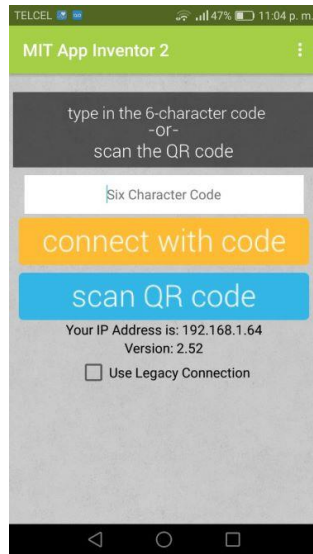 TELCEL 47% 11:04 p. m.
MIT App Inventor 2
type in the 6-character code
-or-
scan the QR code
Six Character Code
connect with code
scan QR code
Your IP Address is: 192.168.1.64
Version: 2.52
Use Legacy Connection